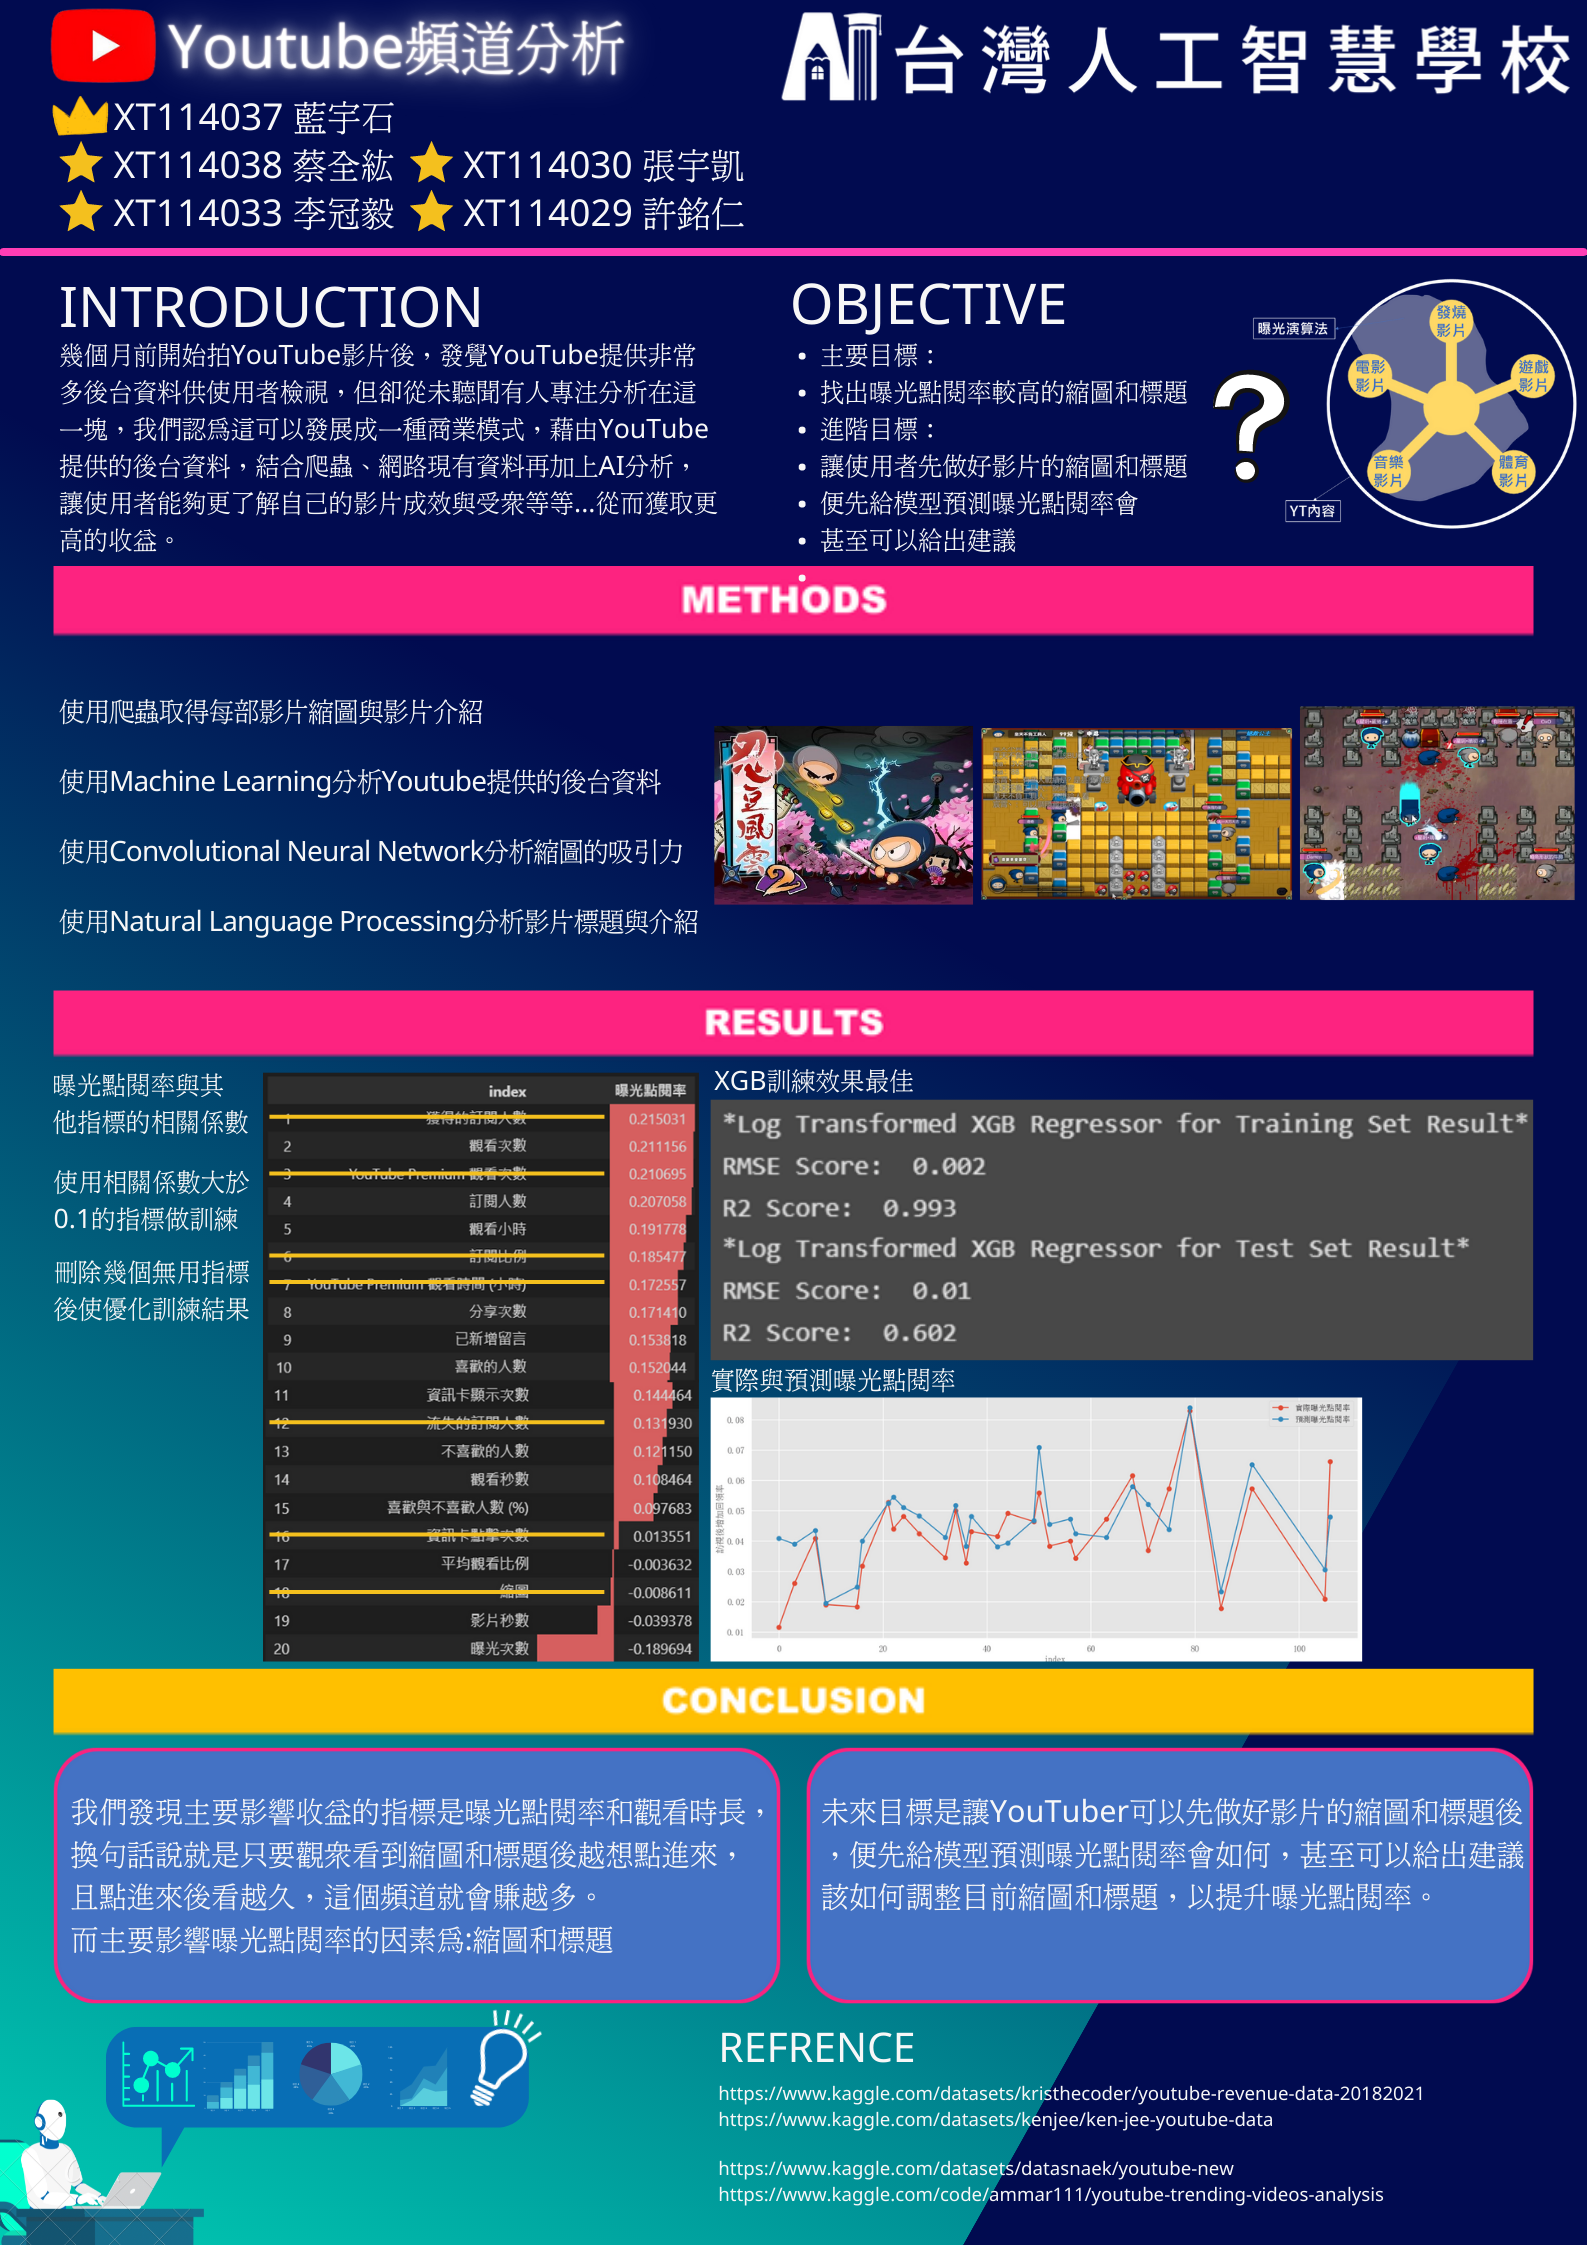 Youtube頻道分析
台灣人工智慧學校
XT114037 藍宇石
XT114038 蔡全紘
XT114030 張宇凱
XT114033 李冠毅
XT114029 許銘仁
INTRODUCTION
幾個月前開始拍YouTube影片後，發覺YouTube提供非常
多後台資料供使用者檢視，但卻從未聽聞有人專注分析在這
一塊，我們認為這可以發展成一種商業模式，藉由YouTube
提供的後台資料，結合爬蟲、網路現有資料再加上AI分析，
讓使用者能夠更了解自己的影片成效與受眾等等...從而獲取更
高的收益。
OBJECTIVE
• 主要目標：
• 找出曝光點閱率較高的縮圖和標題
• 進階目標：
• 讓使用者先做好影片的縮圖和標題
• 便先給模型預測曝光點閱率會
• 甚至可以給出建議
•
?
曝光演算法
發燒
影片
電影
影片
遊戲
影片
音樂
影片
體育
影片
YT內容
METHODS
使用爬蟲取得每部影片縮圖與影片介紹
使用Machine Learning分析Youtube提供的後台資料
使用Convolutional Neural Network分析縮圖的吸引力
使用Natural Language Processing分析影片標題與介紹
忍豆風雲
2
RESULTS
曝光點閱率與其
他指標的相關係數
使用相關係數大於
0.1的指標做訓練
刪除幾個無用指標
後使優化訓練結果
index 曝光點閱率
1 獲得的訂閱人數 0.215031
2 觀看次數 0.211156
3 YouTube Premium 觀看次數 0.210695
4 訂閱人數 0.207058
5 觀看小時 0.191778
6 訂閱比例 0.185477
7 YouTube Premium 觀看時間 (小時) 0.172557
8 分享次數 0.171410
9 已新增留言 0.153818
10 喜歡的人數 0.152044
11 資訊卡顯示次數 0.144464
12 流失的訂閱人數 0.131930
13 不喜歡的人數 0.121150
14 觀看秒數 0.108464
15 喜歡與不喜歡人數 (%) 0.097683
16 資訊卡點擊次數 0.013551
17 平均觀看比例 -0.003632
18 縮圖 -0.008611
19 影片秒數 -0.039378
20 曝光次數 -0.189694
XGB訓練效果最佳
*Log Transformed XGB Regressor for Training Set Result*
RMSE Score: 0.002
R2 Score: 0.993
*Log Transformed XGB Regressor for Test Set Result*
RMSE Score: 0.01
R2 Score: 0.602
實際與預測曝光點閱率
實際曝光點閱率
預測曝光點閱率
0.08
0.07
0.06
0.05
0.04
0.03
0.02
0.01
0 20 40 60 80 100
index
CONCLUSION
我們發現主要影響收益的指標是曝光點閱率和觀看時長，
換句話說就是只要觀眾看到縮圖和標題後越想點進來，
且點進來後看越久，這個頻道就會賺越多。
而主要影響曝光點閱率的因素為:縮圖和標題
未來目標是讓YouTuber可以先做好影片的縮圖和標題後
，便先給模型預測曝光點閱率會如何，甚至可以給出建議
該如何調整目前縮圖和標題，以提升曝光點閱率。
REFRENCE
https://www.kaggle.com/datasets/kristhecoder/youtube-revenue-data-20182021
https://www.kaggle.com/datasets/kenjee/ken-jee-youtube-data
https://www.kaggle.com/datasets/datasnaek/youtube-new
https://www.kaggle.com/code/ammar111/youtube-trending-videos-analysis